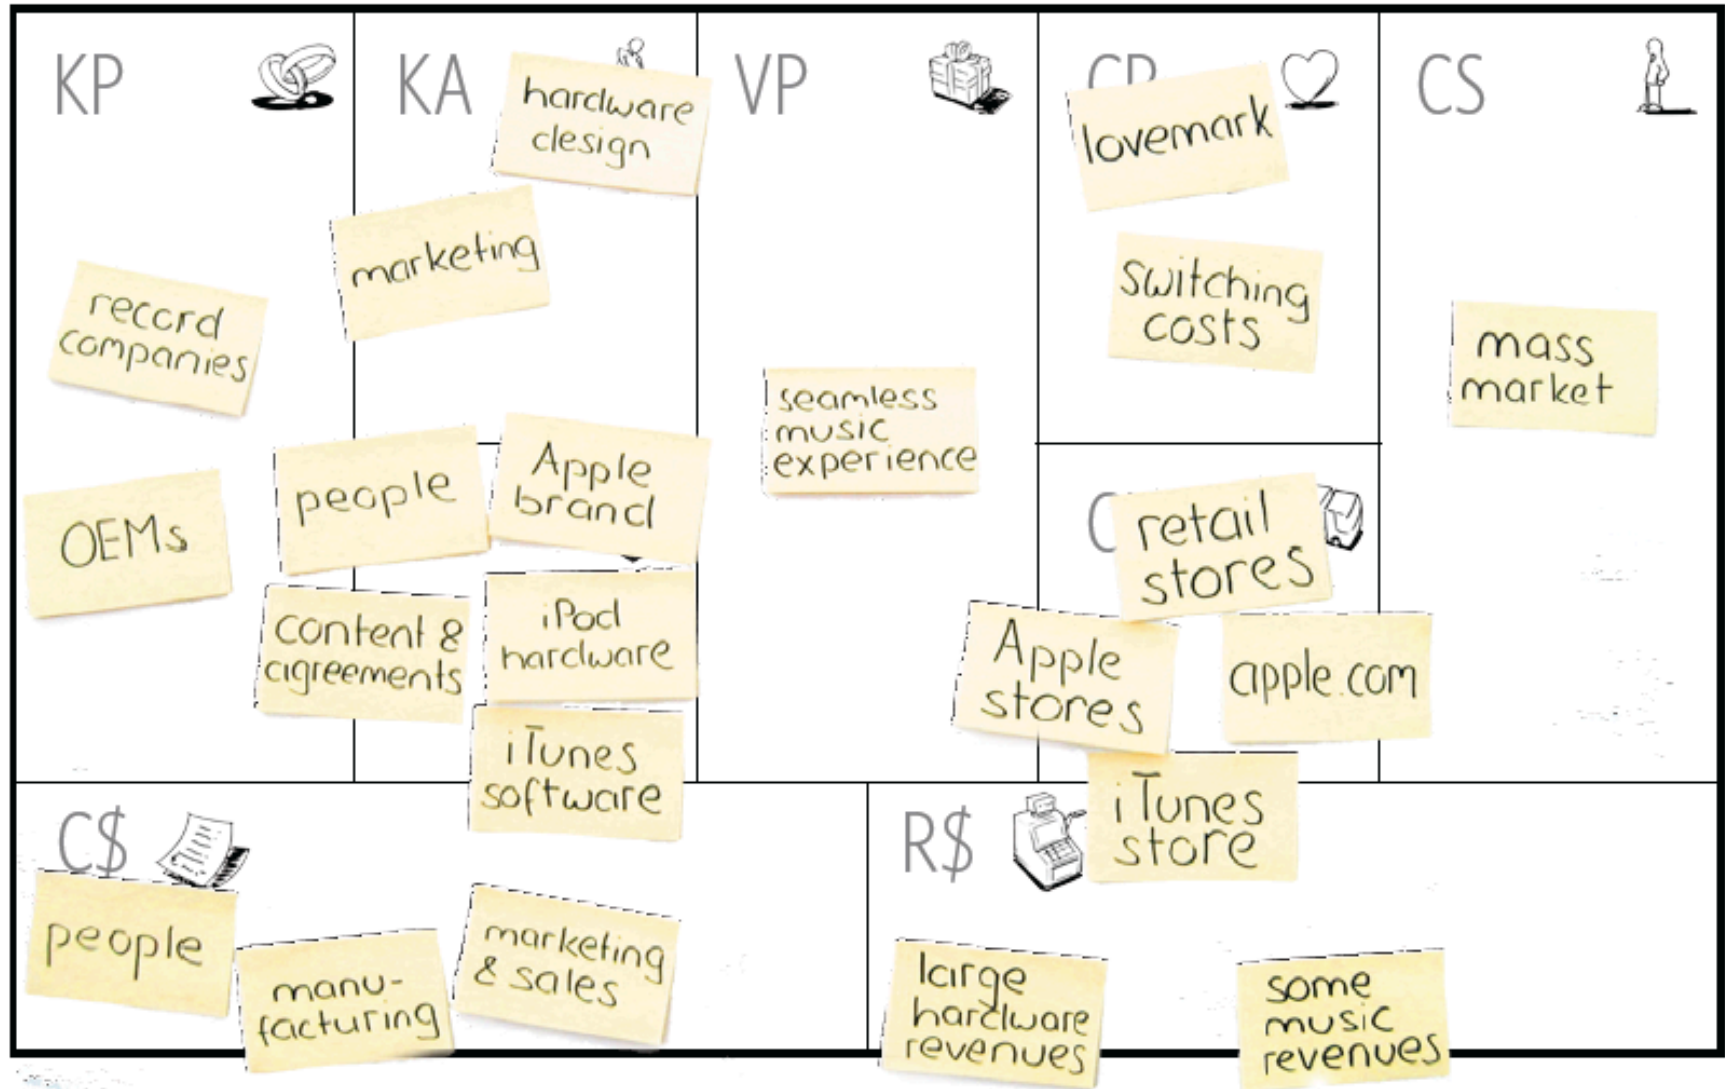 KP
KA
VP
CR
CS
hardware
design
lovemark
marketing
switching
costs
record
companies
mass
market
seamless
music
experience
people
Apple
brand
OEMs
retail
stores
content &
agreements
iPod
hardware
Apple
stores
apple.com
iTunes
software
C$
R$
iTunes
store
people
manu-
facturing
marketing
& sales
large
hardware
revenues
some
music
revenues